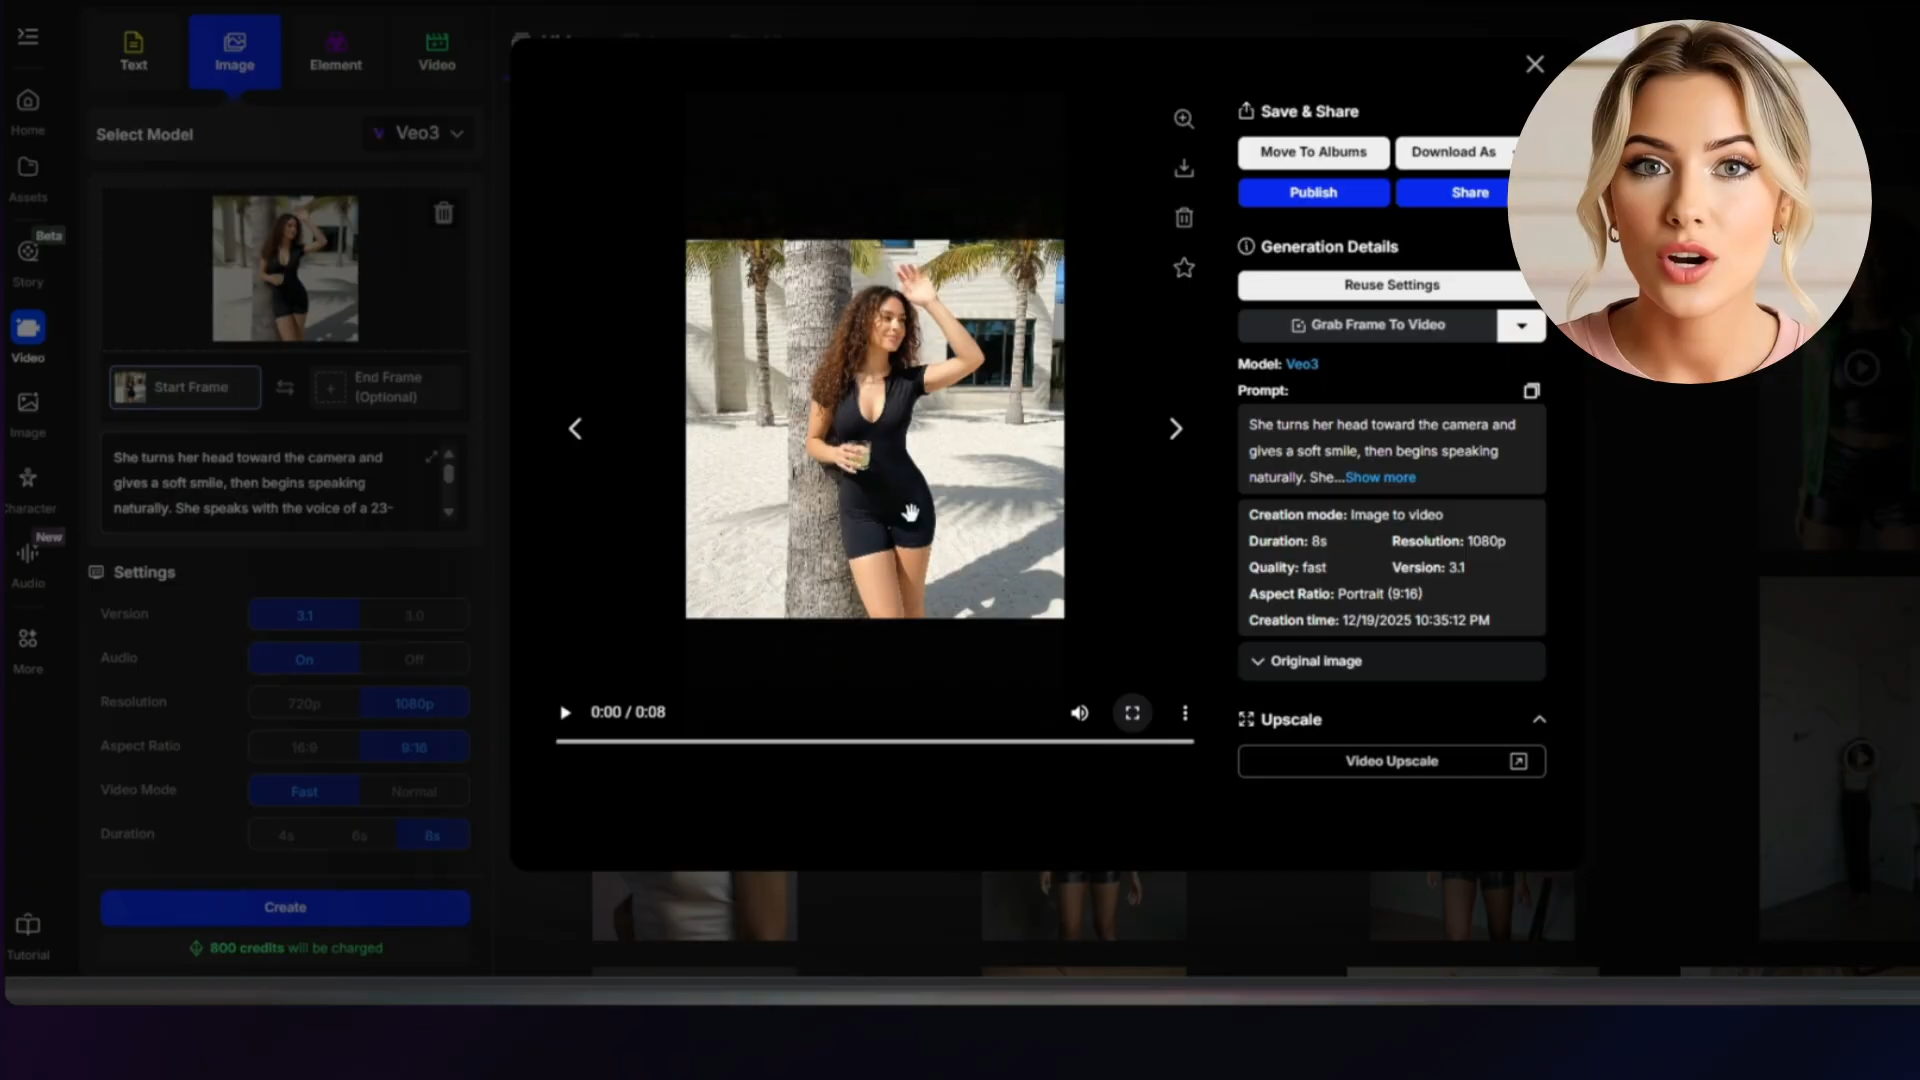 Text
Image
Element
Video
Select Model
Veo3
Home
Assets
Beta
Story
Video
Image
Character
New
Audio
More
Tutorial
Start Frame
End Frame
(Optional)
She turns her head toward the camera and
gives a soft smile, then begins speaking
naturally. She speaks with the voice of a 23-
Settings
Version
3.1
3.0
Audio
On
Off
Resolution
720p
1080p
Aspect Ratio
16:9
9:16
Video Mode
Fast
Normal
Duration
4s
6s
8s
Create
800 credits will be charged
0:00 / 0:08
Save & Share
Move To Albums
Download As
Publish
Share
Generation Details
Reuse Settings
Grab Frame To Video
Model: Veo3
Prompt:
She turns her head toward the camera and
gives a soft smile, then begins speaking
naturally. She...Show more
Creation mode: Image to video
Duration: 8s
Resolution: 1080p
Quality: fast
Version: 3.1
Aspect Ratio: Portrait (9:16)
Creation time: 12/19/2025 10:35:12 PM
Original image
Upscale
Video Upscale